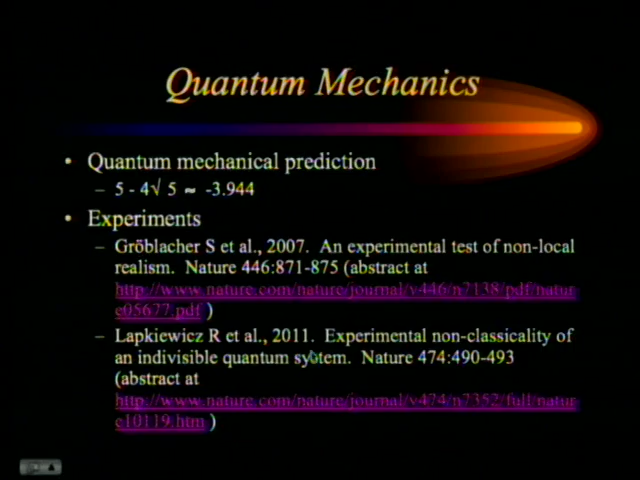 Quantum Mechanics
• Quantum mechanical prediction
– 5 - 4√ 5 ≈ -3.944
• Experiments
– Gröblacher S et al., 2007. An experimental test of non-local
realism. Nature 446:871-875 (abstract at
http://www.nature.com/nature/journal/v446/n7138/pdf/natur
e05677.pdf )
– Lapkiewicz R et al., 2011. Experimental non-classicality of
an indivisible quantum system. Nature 474:490-493
(abstract at
http://www.nature.com/nature/journal/v474/n7352/full/natur
e10119.htm )